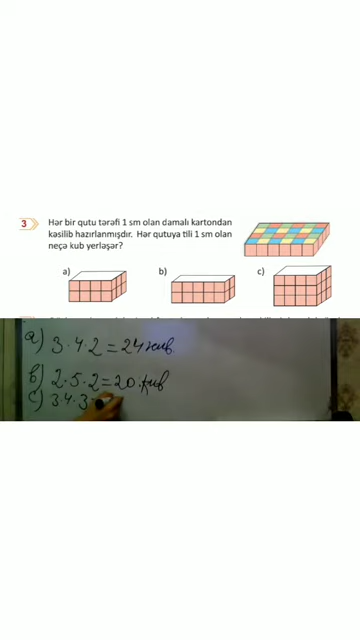 3 Hər bir qutu tərəfi 1 sm olan damalı kartondan
kəsilib hazırlanmışdır. Hər qutuya tili 1 sm olan
neçə kub yerləşər?
a) b) c)
a) 3 · 4 · 2 = 24 kub.
b) 2 · 5 · 2 = 20 kub
c) 3 · 4 · 3 =